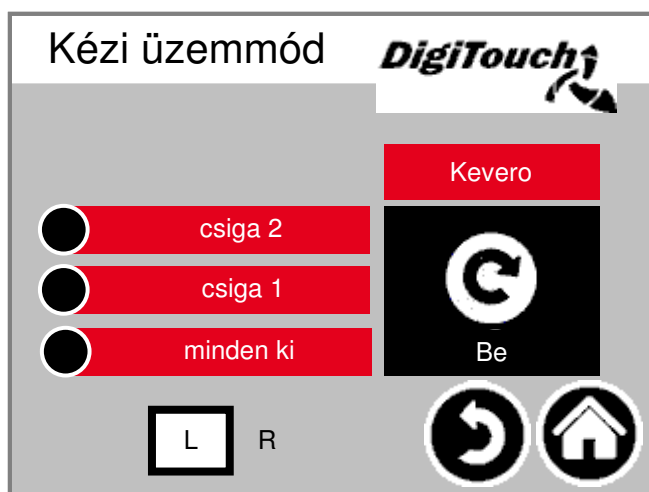 Kézi üzemmód
DigiTouch
Kevero
csiga 2
csiga 1
minden ki
Be
L R